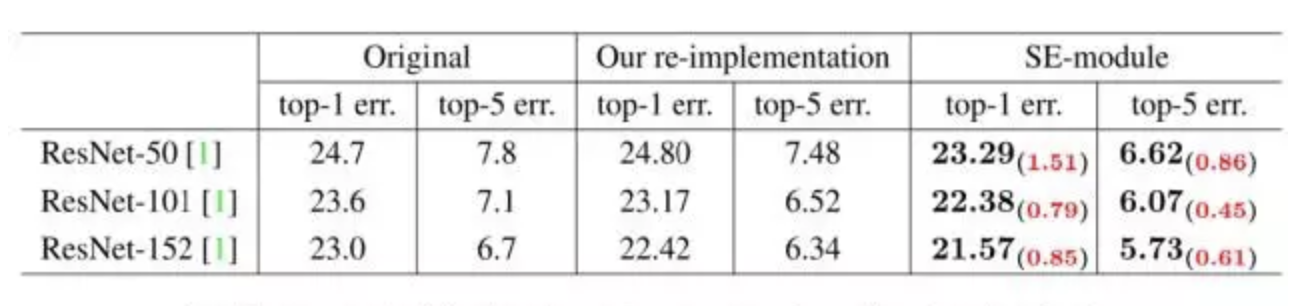 Original Our re-implementation SE-module
top-1 err. top-5 err. top-1 err. top-5 err. top-1 err. top-5 err.
ResNet-50 [1] 24.7 7.8 24.80 7.48 23.29(1.51) 6.62(0.86)
ResNet-101 [1] 23.6 7.1 23.17 6.52 22.38(0.79) 6.07(0.45)
ResNet-152 [1] 23.0 6.7 22.42 6.34 21.57(0.85) 5.73(0.61)